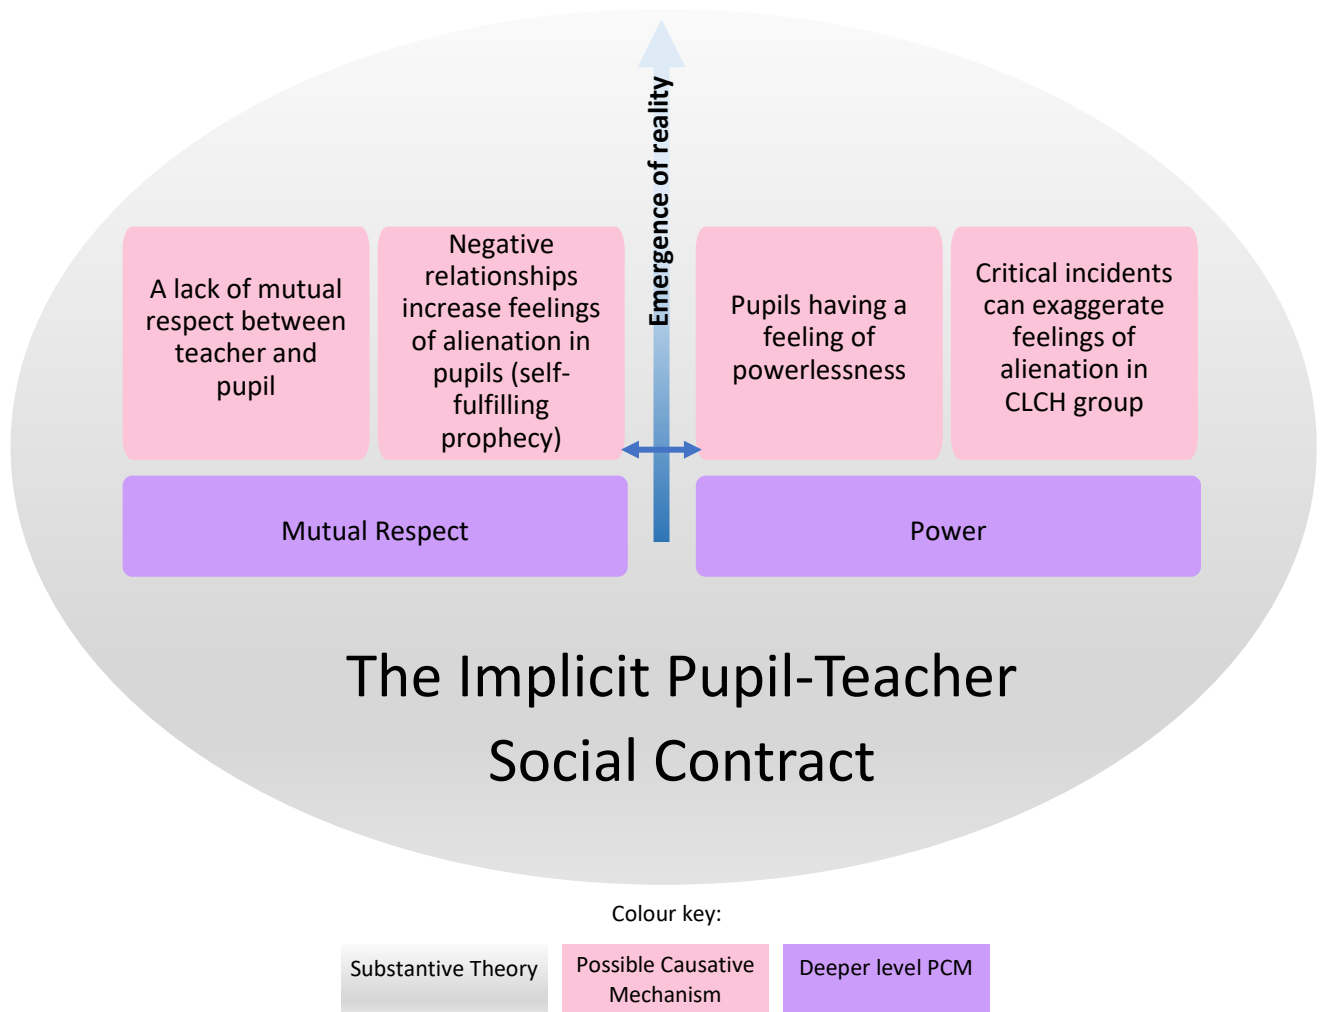 Emergence of reality
A lack of mutual
respect between
teacher and
pupil
Negative
relationships
increase feelings
of alienation in
pupils (self-
fulfilling
prophecy)
Pupils having a
feeling of
powerlessness
Critical incidents
can exaggerate
feelings of
alienation in
CLCH group
Mutual Respect
Power
The Implicit Pupil-Teacher
Social Contract
Colour key:
Substantive Theory
Possible Causative
Mechanism
Deeper level PCM